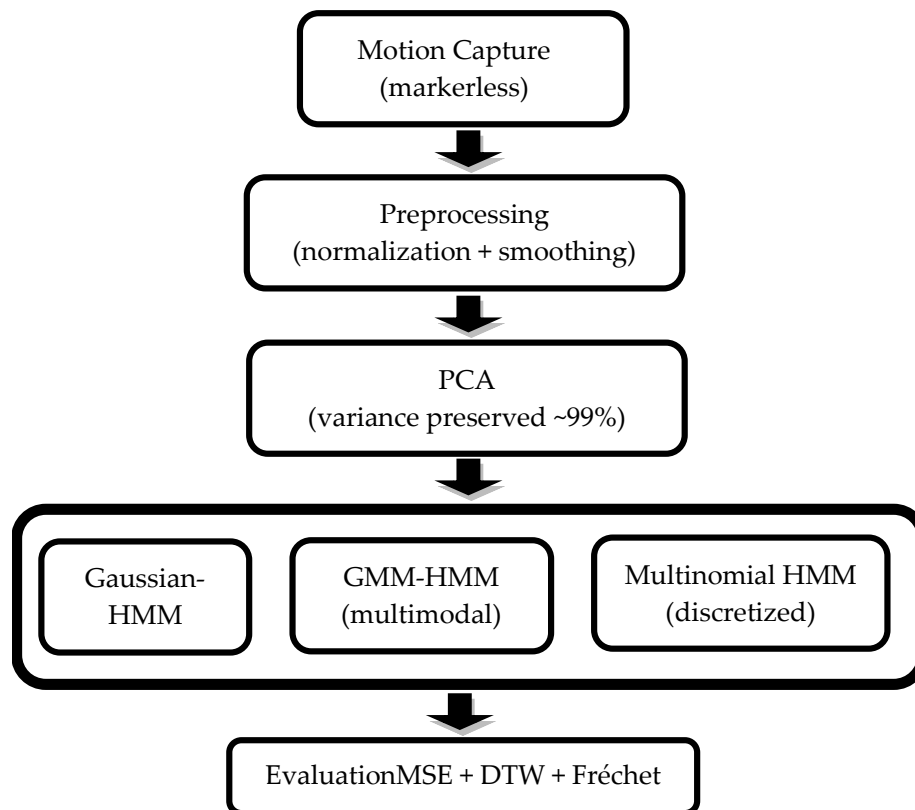 Motion Capture
(markerless)
Preprocessing
(normalization + smoothing)
PCA
(variance preserved ~99%)
Gaussian-
HMM
GMM-HMM
(multimodal)
Multinomial HMM
(discretized)
EvaluationMSE + DTW + Fréchet